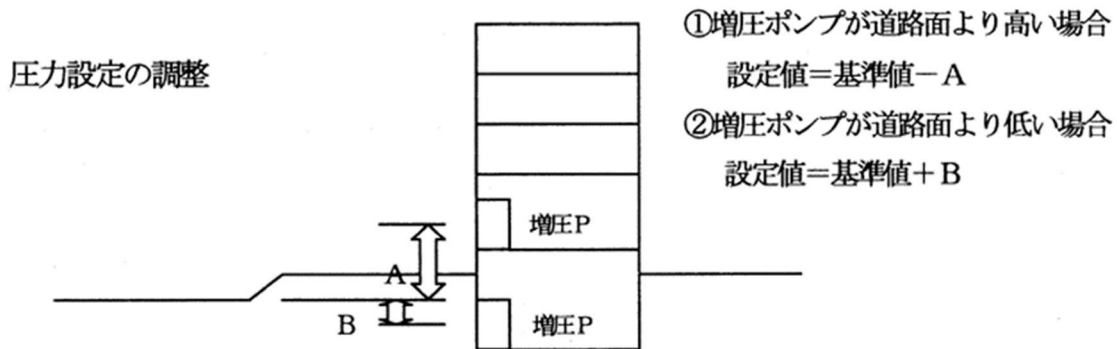 圧力設定の調整
①増圧ポンプが道路面より高い場合
設定値＝基準値－A
②増圧ポンプが道路面より低い場合
設定値＝基準値＋B
増圧P
A
B
増圧P